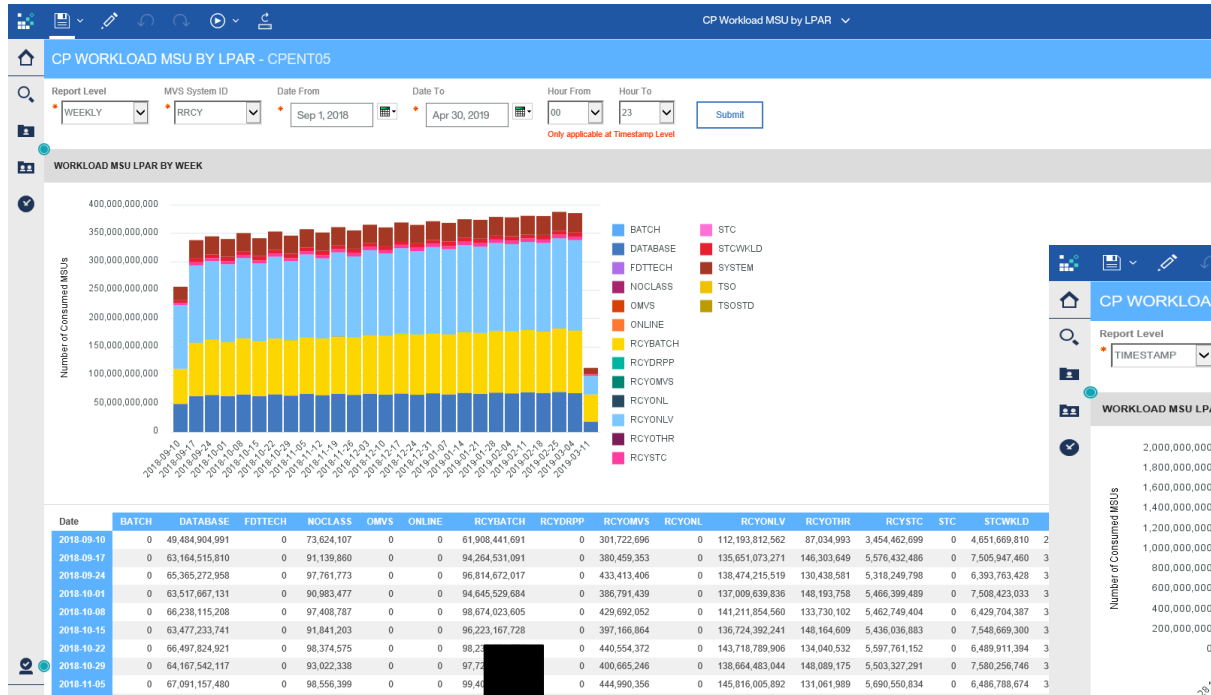 CP Workload MSU by LPAR
CP WORKLOAD MSU BY LPAR - CPENT05
Report Level MVS System ID Date From Date To Hour From Hour To
* WEEKLY * RRCY * Sep 1, 2018 * Apr 30, 2019 00 23 Submit
Only applicable at Timestamp Level
WORKLOAD MSU LPAR BY WEEK
Number of Consumed MSUs
400,000,000,000
350,000,000,000
300,000,000,000
250,000,000,000
200,000,000,000
150,000,000,000
100,000,000,000
50,000,000,000
0
2018-09-10
2018-09-17
2018-09-24
2018-10-01
2018-10-08
2018-10-15
2018-10-22
2018-10-29
2018-11-05
2018-11-12
2018-11-19
2018-11-26
2018-12-03
2018-12-10
2018-12-17
2018-12-24
2018-12-31
2019-01-07
2019-01-14
2019-01-21
2019-01-28
2019-02-04
2019-02-11
2019-02-18
2019-02-25
2019-03-04
2019-03-11
BATCH
DATABASE
FDTTECH
NOCLASS
OMVS
ONLINE
RCYBATCH
RCYDRPP
RCYOMVS
RCYONL
RCYONLV
RCYOTHR
RCYSTC
STC
STCWKLD
SYSTEM
TSO
TSOSTD
Date BATCH DATABASE FDTTECH NOCLASS OMVS ONLINE RCYBATCH RCYDRPP RCYOMVS RCYONL RCYONLV RCYOTHR RCYSTC STC STCWKLD
2018-09-10 0 49,484,904,991 0 73,624,107 0 0 61,908,441,691 0 301,722,696 0 112,193,812,562 87,034,993 3,454,462,699 0 4,651,669,810
2018-09-17 0 63,164,515,810 0 91,139,860 0 0 94,264,531,091 0 380,459,353 0 135,651,073,271 146,303,649 5,576,432,486 0 7,505,947,460
2018-09-24 0 65,365,272,958 0 97,761,773 0 0 96,814,672,017 0 433,413,406 0 138,474,215,519 130,438,581 5,318,249,798 0 6,393,763,428
2018-10-01 0 63,517,667,131 0 90,983,477 0 0 94,645,529,684 0 386,791,439 0 137,009,639,836 148,193,758 5,466,399,489 0 7,508,423,033
2018-10-08 0 66,238,115,208 0 97,408,787 0 0 98,674,023,605 0 429,692,052 0 141,211,854,560 133,730,102 5,462,749,404 0 6,429,704,387
2018-10-15 0 63,477,233,741 0 91,841,203 0 0 96,223,167,728 0 397,166,864 0 136,724,392,241 148,164,609 5,436,036,883 0 7,548,669,300
2018-10-22 0 66,497,824,921 0 98,374,575 0 0 98,23 0 440,554,372 0 143,718,789,906 134,040,532 5,597,761,152 0 6,489,911,394
2018-10-29 0 64,167,542,117 0 93,022,338 0 0 97,72 0 400,665,246 0 138,664,483,044 148,089,175 5,503,327,291 0 7,580,256,746
2018-11-05 0 67,091,157,480 0 98,556,399 0 0 99,40 0 444,990,356 0 145,816,005,892 131,061,989 5,690,550,834 0 6,486,788,674
CP WORKLOA
Report Level
* TIMESTAMP
WORKLOAD MSU LPA
Number of Consumed MSUs
2,000,000,000
1,800,000,000
1,600,000,000
1,400,000,000
1,200,000,000
1,000,000,000
800,000,000
600,000,000
400,000,000
200,000,000
0